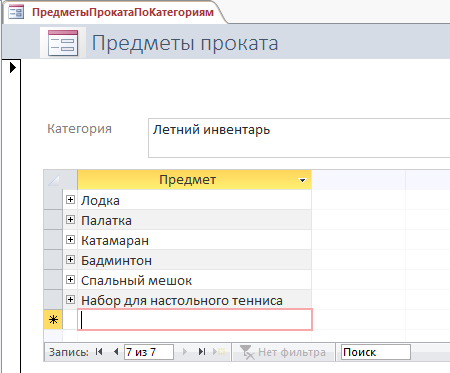 ПредметыПрокатаПоКатегориям
Предметы проката
Категория
Летний инвентарь
Предмет
Лодка
Палатка
Катамаран
Бадминтон
Спальный мешок
Набор для настольного тенниса
Запись: 7 из 7 Нет фильтра Поиск